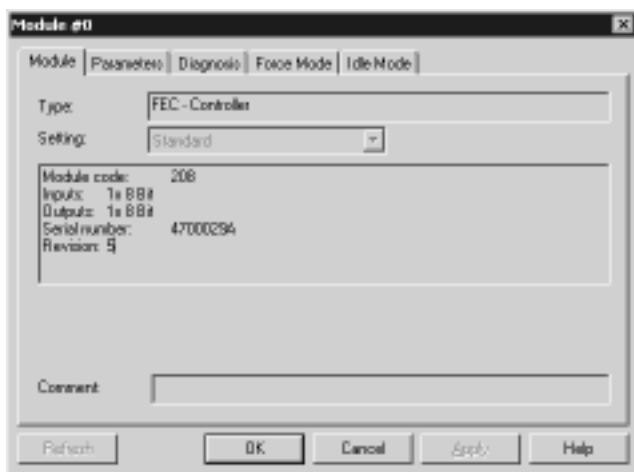 Module #0
Module Parameters Diagnosis Force Mode Idle Mode
Type: FEC - Controller
Setting: Standard
Module code: 208
Inputs: 1x 8 Bit
Outputs: 1x 8 Bit
Serial number: 4700029A
Revision: 5
Comment:
Refresh OK Cancel Apply Help